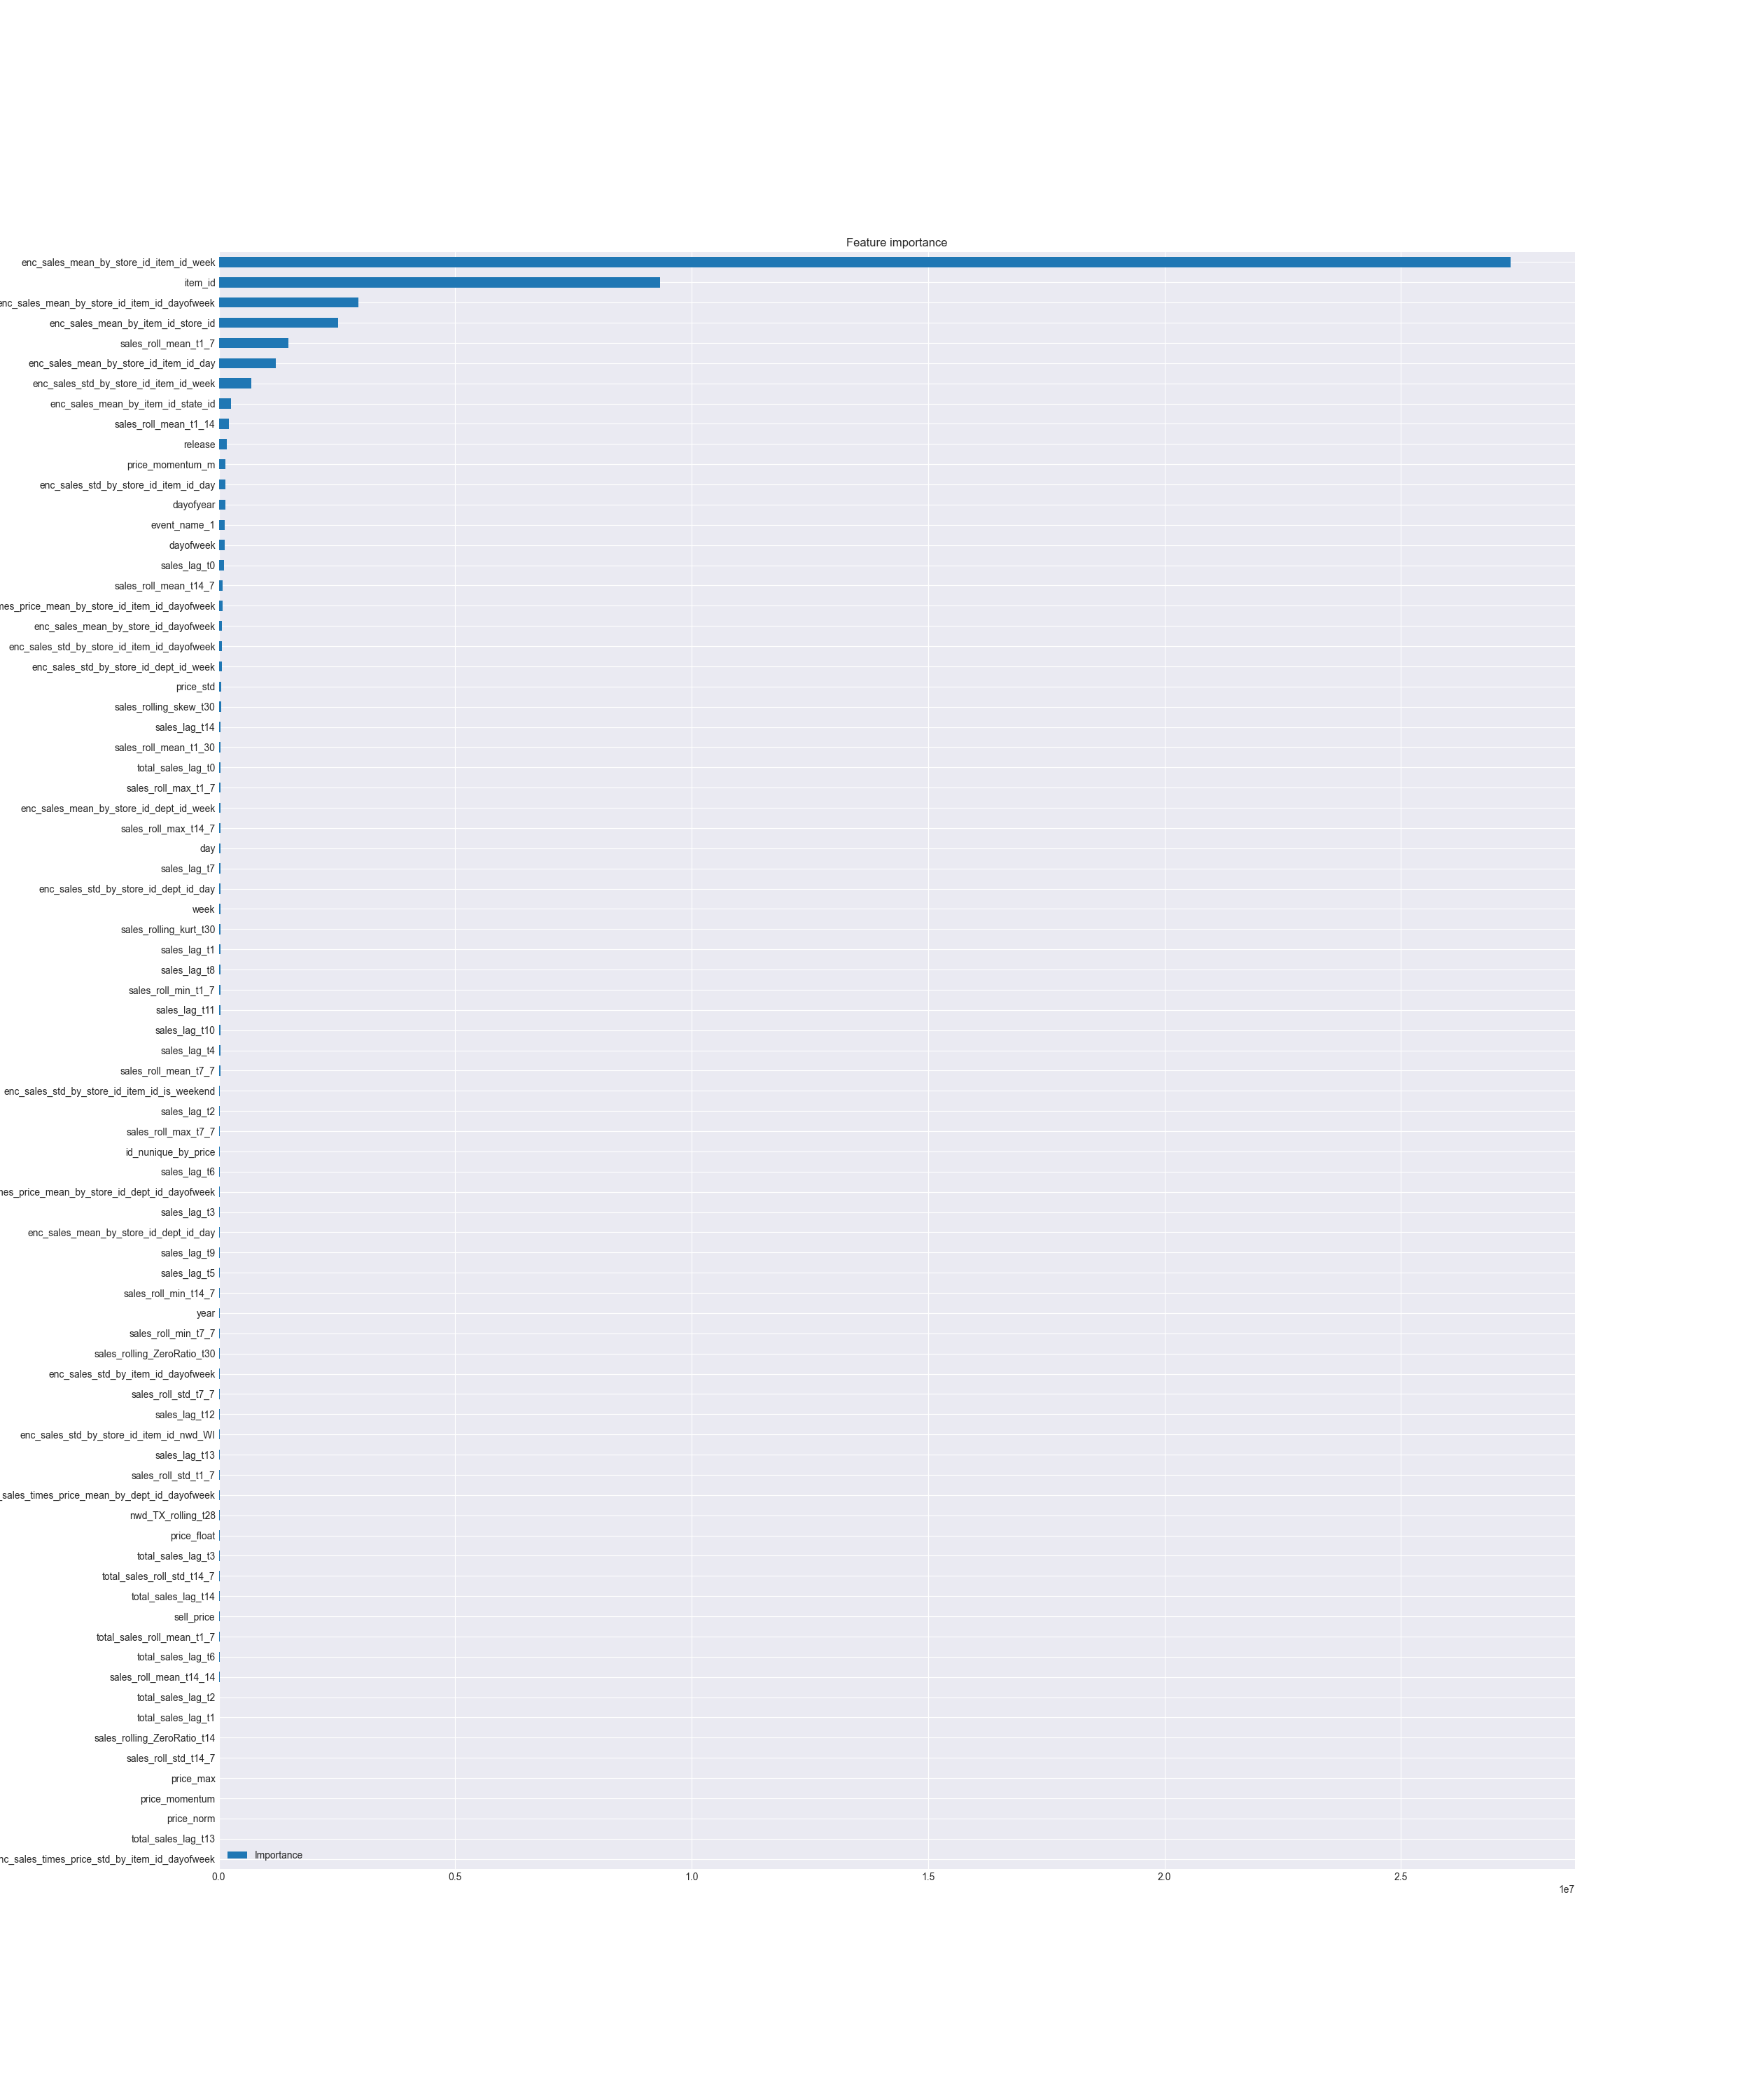 Feature importance
enc_sales_mean_by_store_id_item_id_week
item_id
enc_sales_mean_by_store_id_item_id_dayofweek
enc_sales_mean_by_item_id_store_id
sales_roll_mean_t1_7
enc_sales_mean_by_store_id_item_id_day
enc_sales_std_by_store_id_item_id_week
enc_sales_mean_by_item_id_state_id
sales_roll_mean_t1_14
release
price_momentum_m
enc_sales_std_by_store_id_item_id_day
dayofyear
event_name_1
dayofweek
sales_lag_t0
sales_roll_mean_t14_7
mes_price_mean_by_store_id_item_id_dayofweek
enc_sales_mean_by_store_id_dayofweek
enc_sales_std_by_store_id_item_id_dayofweek
enc_sales_std_by_store_id_dept_id_week
price_std
sales_rolling_skew_t30
sales_lag_t14
sales_roll_mean_t1_30
total_sales_lag_t0
sales_roll_max_t1_7
enc_sales_mean_by_store_id_dept_id_week
sales_roll_max_t14_7
day
sales_lag_t7
enc_sales_std_by_store_id_dept_id_day
week
sales_rolling_kurt_t30
sales_lag_t1
sales_lag_t8
sales_roll_min_t1_7
sales_lag_t11
sales_lag_t10
sales_lag_t4
sales_roll_mean_t7_7
enc_sales_std_by_store_id_item_id_is_weekend
sales_lag_t2
sales_roll_max_t7_7
id_nunique_by_price
sales_lag_t6
nes_price_mean_by_store_id_dept_id_dayofweek
sales_lag_t3
enc_sales_mean_by_store_id_dept_id_day
sales_lag_t9
sales_lag_t5
sales_roll_min_t14_7
year
sales_roll_min_t7_7
sales_rolling_ZeroRatio_t30
enc_sales_std_by_item_id_dayofweek
sales_roll_std_t7_7
sales_lag_t12
enc_sales_std_by_store_id_item_id_nwd_WI
sales_lag_t13
sales_roll_std_t1_7
_sales_times_price_mean_by_dept_id_dayofweek
nwd_TX_rolling_t28
price_float
total_sales_lag_t3
total_sales_roll_std_t14_7
total_sales_lag_t14
sell_price
total_sales_roll_mean_t1_7
total_sales_lag_t6
sales_roll_mean_t14_14
total_sales_lag_t2
total_sales_lag_t1
sales_rolling_ZeroRatio_t14
sales_roll_std_t14_7
price_max
price_momentum
price_norm
total_sales_lag_t13
nc_sales_times_price_std_by_item_id_dayofweek
Importance
0.0 0.5 1.0 1.5 2.0 2.5
1e7